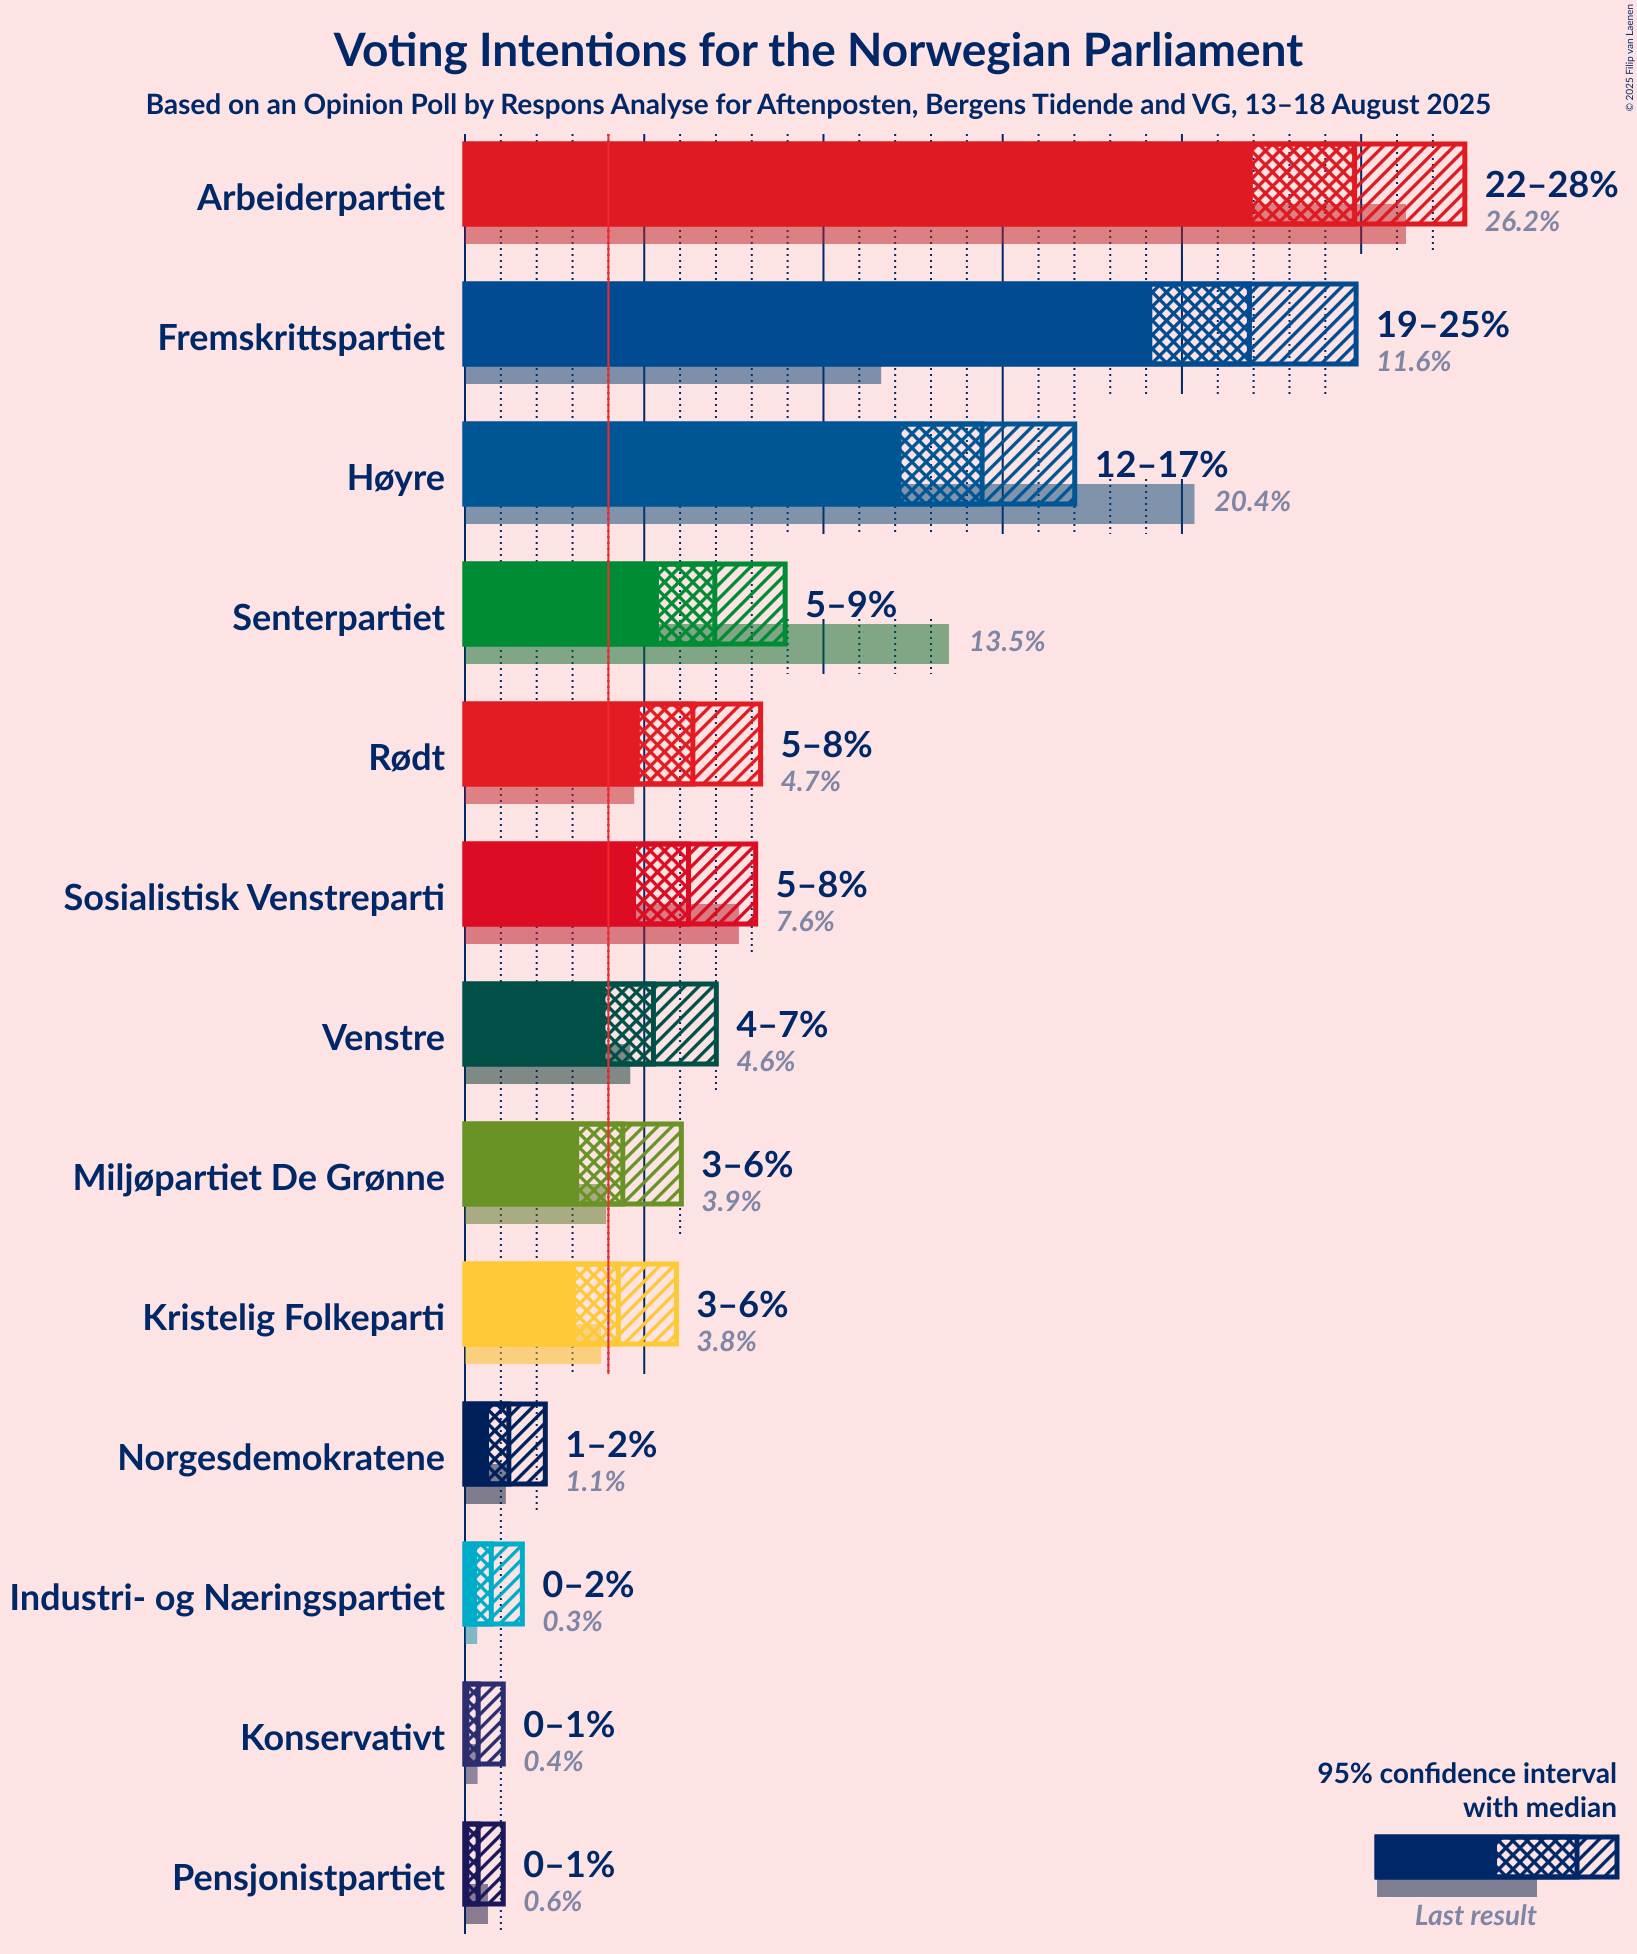 Voting Intentions for the Norwegian Parliament
Based on an Opinion Poll by Respons Analyse for Aftenposten, Bergens Tidende and VG, 13–18 August 2025
© 2025 Filip van Laenen
Arbeiderpartiet
22–28%
26.2%
Fremskrittspartiet
19–25%
11.6%
Høyre
12–17%
20.4%
Senterpartiet
5–9%
13.5%
Rødt
5–8%
4.7%
Sosialistisk Venstreparti
5–8%
7.6%
Venstre
4–7%
4.6%
Miljøpartiet De Grønne
3–6%
3.9%
Kristelig Folkeparti
3–6%
3.8%
Norgesdemokratene
1–2%
1.1%
Industri- og Næringspartiet
0–2%
0.3%
Konservativt
0–1%
0.4%
Pensjonistpartiet
0–1%
0.6%
95% confidence interval
with median
Last result